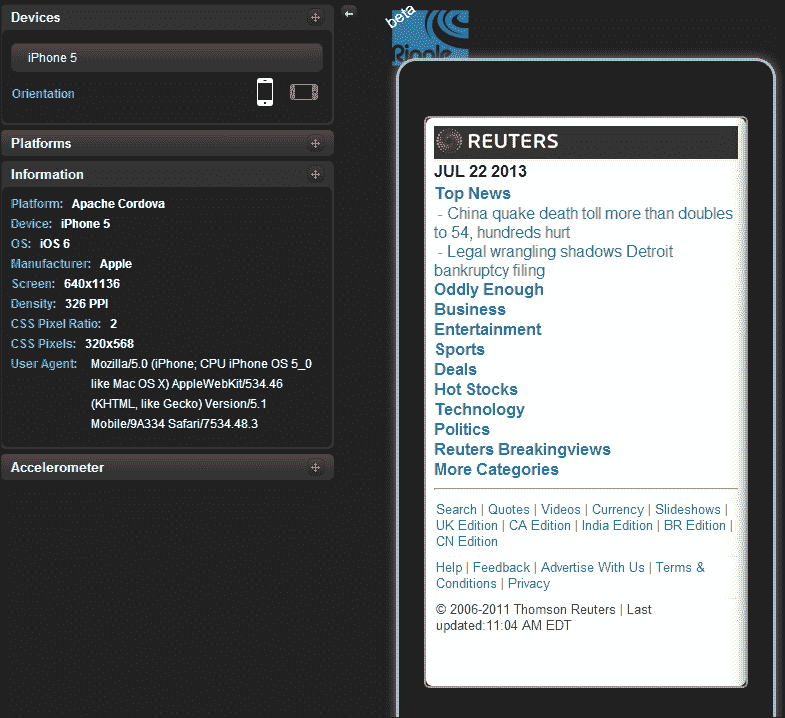 Devices
iPhone 5
Orientation
Platforms
Information
Platform: Apache Cordova
Device: iPhone 5
OS: iOS 6
Manufacturer: Apple
Screen: 640x1136
Density: 326 PPI
CSS Pixel Ratio: 2
CSS Pixels: 320x568
User Agent: Mozilla/5.0 (iPhone; CPU iPhone OS 5_0
like Mac OS X) AppleWebKit/534.46
(KHTML, like Gecko) Version/5.1
Mobile/9A334 Safari/7534.48.3
Accelerometer
beta
Ripple
REUTERS
JUL 22 2013
Top News
- China quake death toll more than doubles
to 54, hundreds hurt
- Legal wrangling shadows Detroit
bankruptcy filing
Oddly Enough
Business
Entertainment
Sports
Deals
Hot Stocks
Technology
Politics
Reuters Breakingviews
More Categories
Search | Quotes | Videos | Currency | Slideshows |
UK Edition | CA Edition | India Edition | BR Edition |
CN Edition
Help | Feedback | Advertise With Us | Terms &
Conditions | Privacy
© 2006-2011 Thomson Reuters | Last
updated:11:04 AM EDT